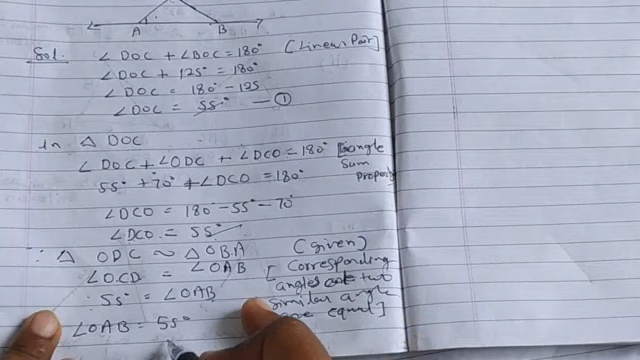 A B
Sol. ∠DOC + ∠BOC = 180° [Linear Pair]
∠DOC + 125° = 180°
∠DOC = 180° - 125
∠DOC = 55° — ①
In △ DOC
∠DOC + ∠ODC + ∠DCO = 180° [Triangle Sum Property
55° + 70° + ∠DCO = 180°
∠DCO = 180° - 55° - 70°
∠DCO = 55°
∵ △ ODC ~ △ OBA (given)
∠OCD = ∠OAB [Corresponding
angles of two
55° = ∠OAB similar angle
∠OAB = 55° are equal]